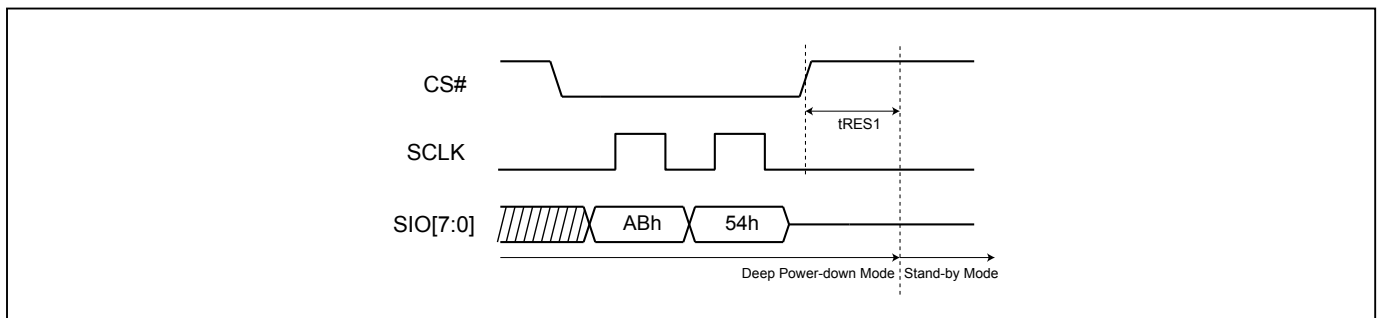 CS#
tRES1
SCLK
SIO[7:0]
ABh
54h
Deep Power-down Mode
Stand-by Mode